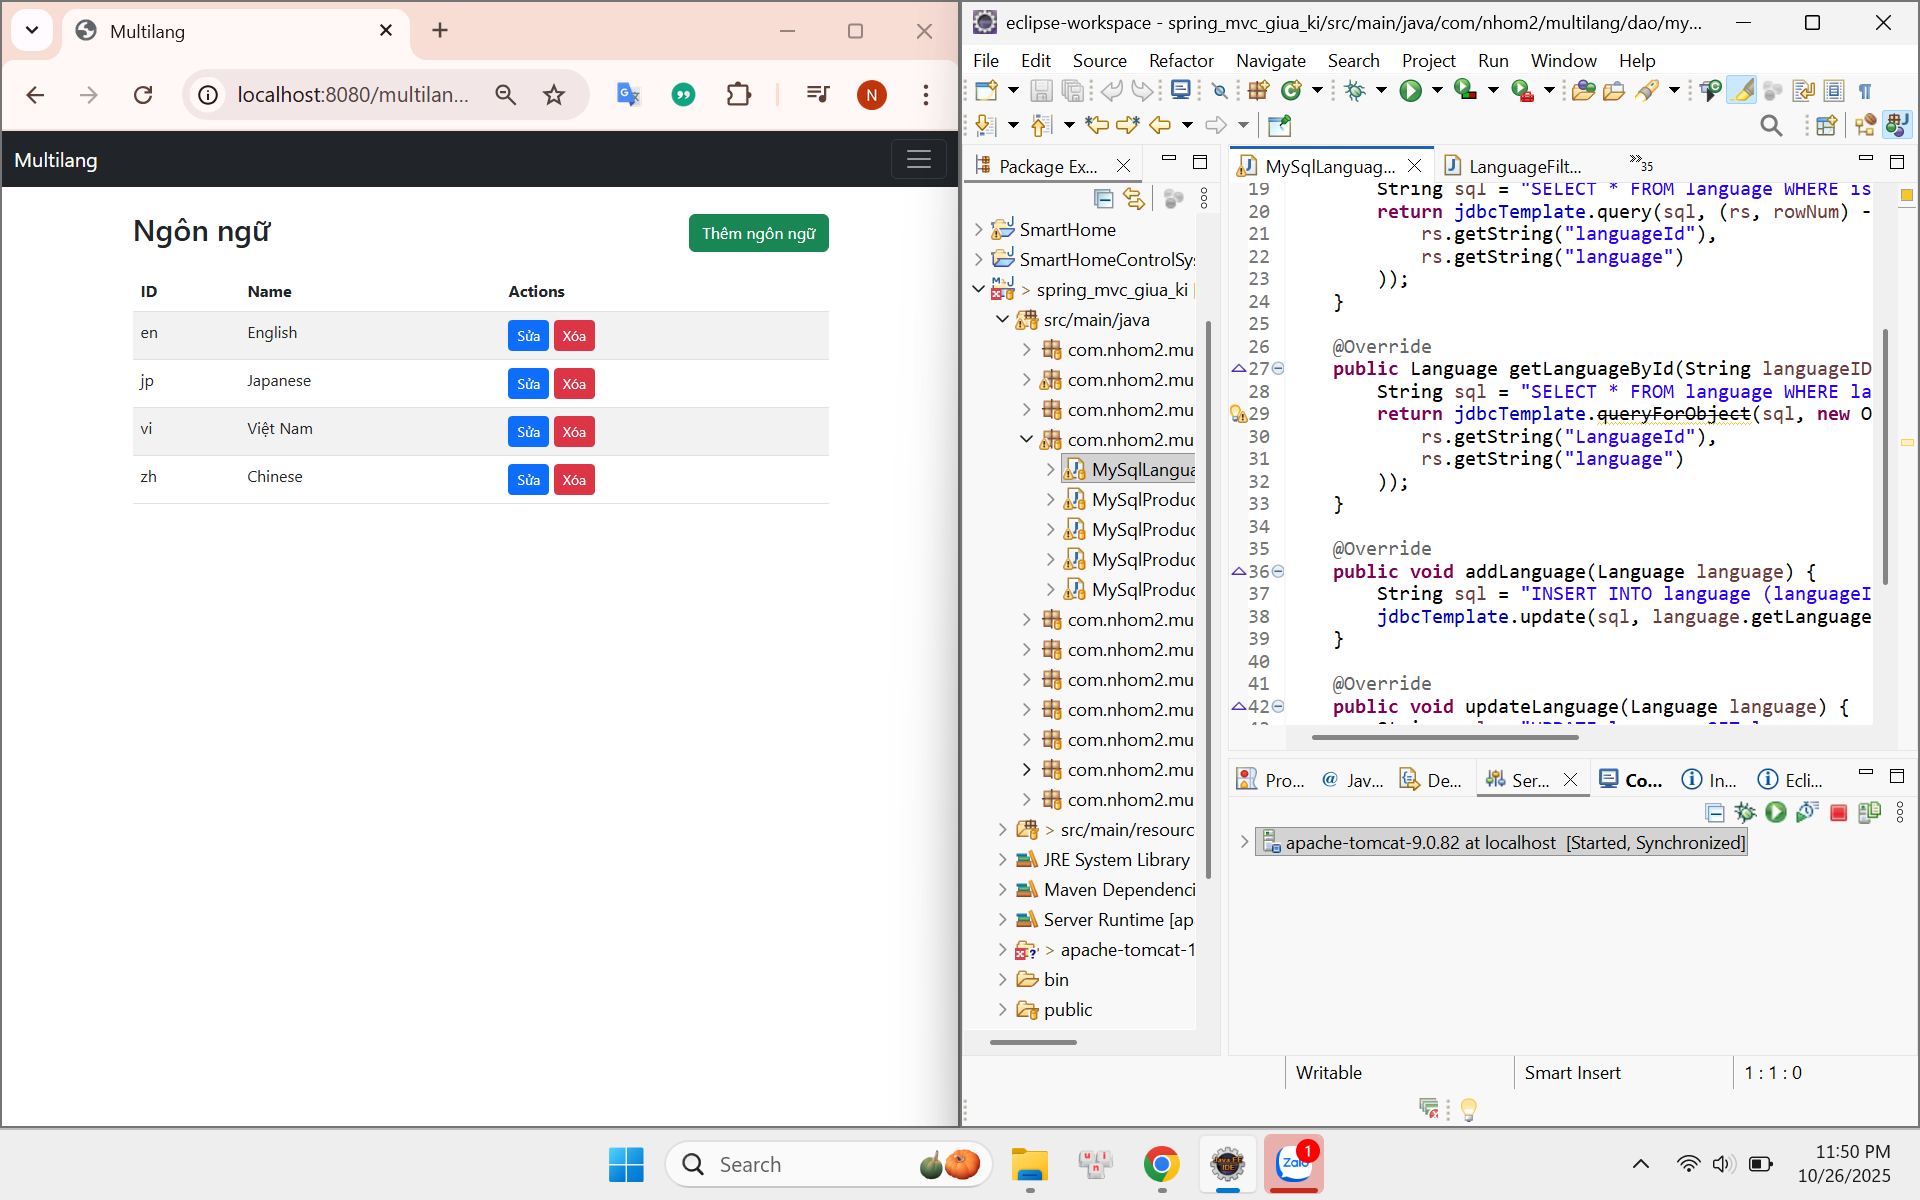 Multilang
localhost:8080/multilan...
N
Multilang
Ngôn ngữ
Thêm ngôn ngữ
ID Name Actions
en English Sửa Xóa
jp Japanese Sửa Xóa
vi Việt Nam Sửa Xóa
zh Chinese Sửa Xóa
eclipse-workspace - spring_mvc_giua_ki/src/main/java/com/nhom2/multilang/dao/my...
File Edit Source Refactor Navigate Search Project Run Window Help
Package Ex...
SmartHome
SmartHomeControlSy
spring_mvc_giua_ki
src/main/java
com.nhom2.mu
com.nhom2.mu
com.nhom2.mu
com.nhom2.mu
MySqlLangua
MySqlProduc
MySqlProduc
MySqlProduc
MySqlProduc
com.nhom2.mu
com.nhom2.mu
com.nhom2.mu
com.nhom2.mu
com.nhom2.mu
com.nhom2.mu
com.nhom2.mu
src/main/resourc
JRE System Library
Maven Dependenci
Server Runtime [ap
apache-tomcat-1
bin
public
MySqlLanguag... LanguageFilt... 35
19 String sql = "SELECT * FROM language WHERE is
20 return jdbcTemplate.query(sql, (rs, rowNum) -
21 rs.getString("languageId"),
22 rs.getString("language")
23 ));
24 }
25
26 @Override
27 public Language getLanguageById(String languageID
28 String sql = "SELECT * FROM language WHERE la
29 return jdbcTemplate.queryForObject(sql, new O
30 rs.getString("LanguageId"),
31 rs.getString("language")
32 ));
33 }
34
35 @Override
36 public void addLanguage(Language language) {
37 String sql = "INSERT INTO language (languageI
38 jdbcTemplate.update(sql, language.getLanguage
39 }
40
41 @Override
42 public void updateLanguage(Language language) {
Pro... Jav... De... Ser... Co... In... Ecli...
apache-tomcat-9.0.82 at localhost [Started, Synchronized]
Writable Smart Insert 1 : 1 : 0
Search
Java EE
IDE
Zalo
1
11:50 PM
10/26/2025